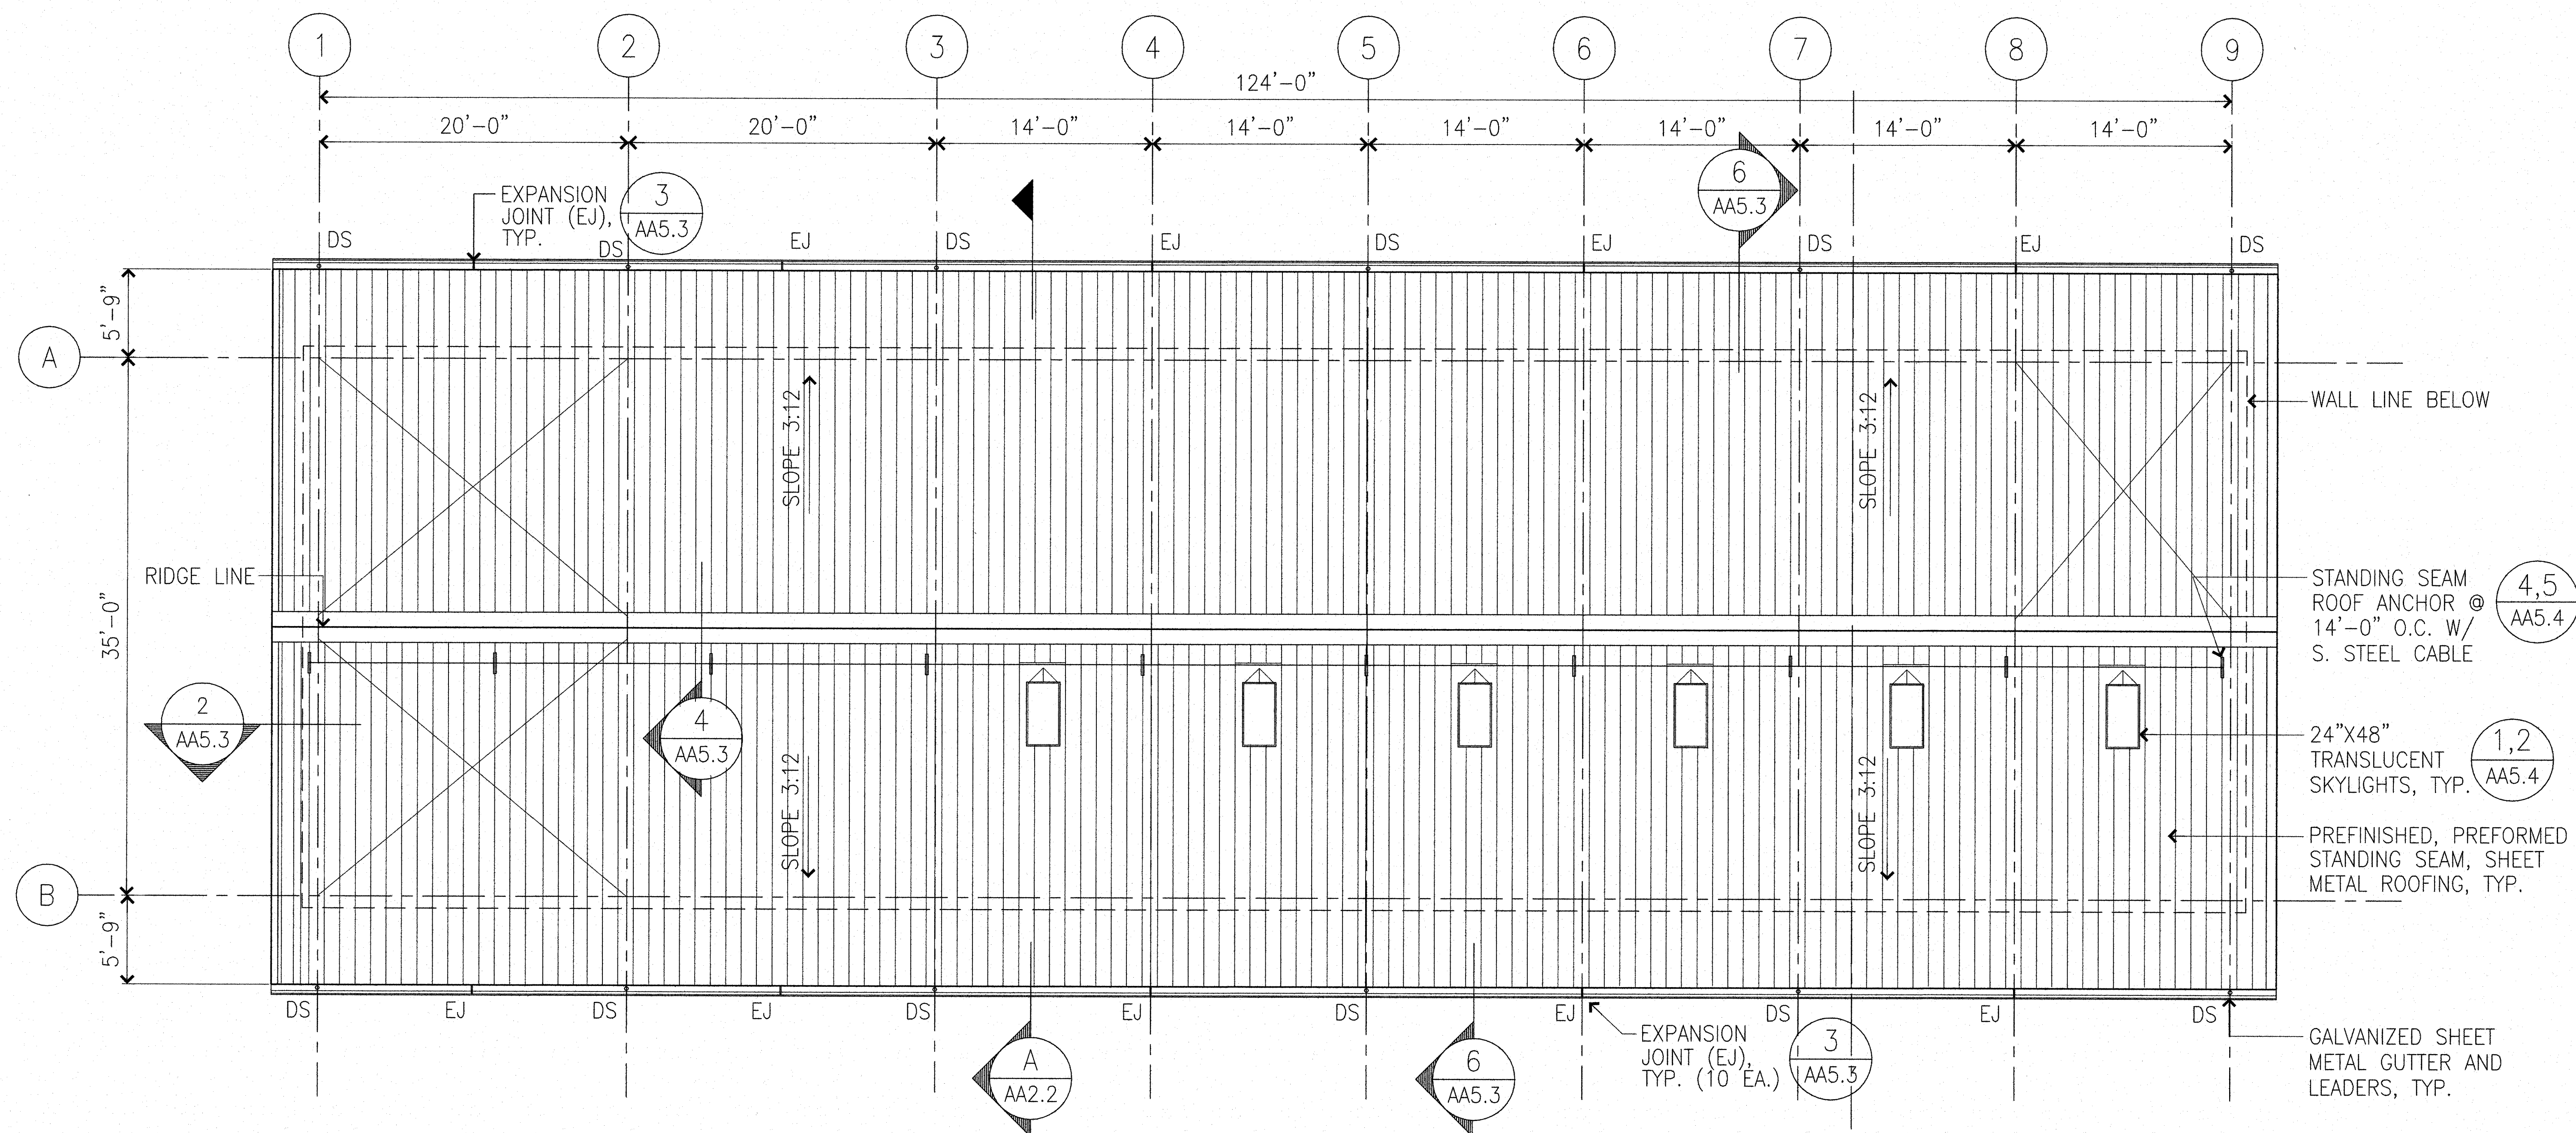 1 2 3 4 5 6 7 8 9
124'-0"
20'-0" 20'-0" 14'-0" 14'-0" 14'-0" 14'-0" 14'-0" 14'-0"
EXPANSION
JOINT (EJ),
TYP.
3
AA5.3
6
AA5.3
DS DS EJ DS EJ DS EJ DS EJ DS
5'-9"
A
35'-0"
B
5'-9"
SLOPE 3:12
SLOPE 3:12
WALL LINE BELOW
RIDGE LINE
STANDING SEAM
ROOF ANCHOR @
14'-0" O.C. W/
S. STEEL CABLE
4,5
AA5.4
2
AA5.3
4
AA5.3
SLOPE 3:12
SLOPE 3:12
24"X48"
TRANSLUCENT
SKYLIGHTS, TYP.
1,2
AA5.4
PREFINISHED, PREFORMED
STANDING SEAM, SHEET
METAL ROOFING, TYP.
DS EJ DS EJ DS EJ DS EJ DS EJ DS
A
AA2.2
6
AA5.3
EXPANSION
JOINT (EJ),
TYP. (10 EA.)
3
AA5.3
GALVANIZED SHEET
METAL GUTTER AND
LEADERS, TYP.